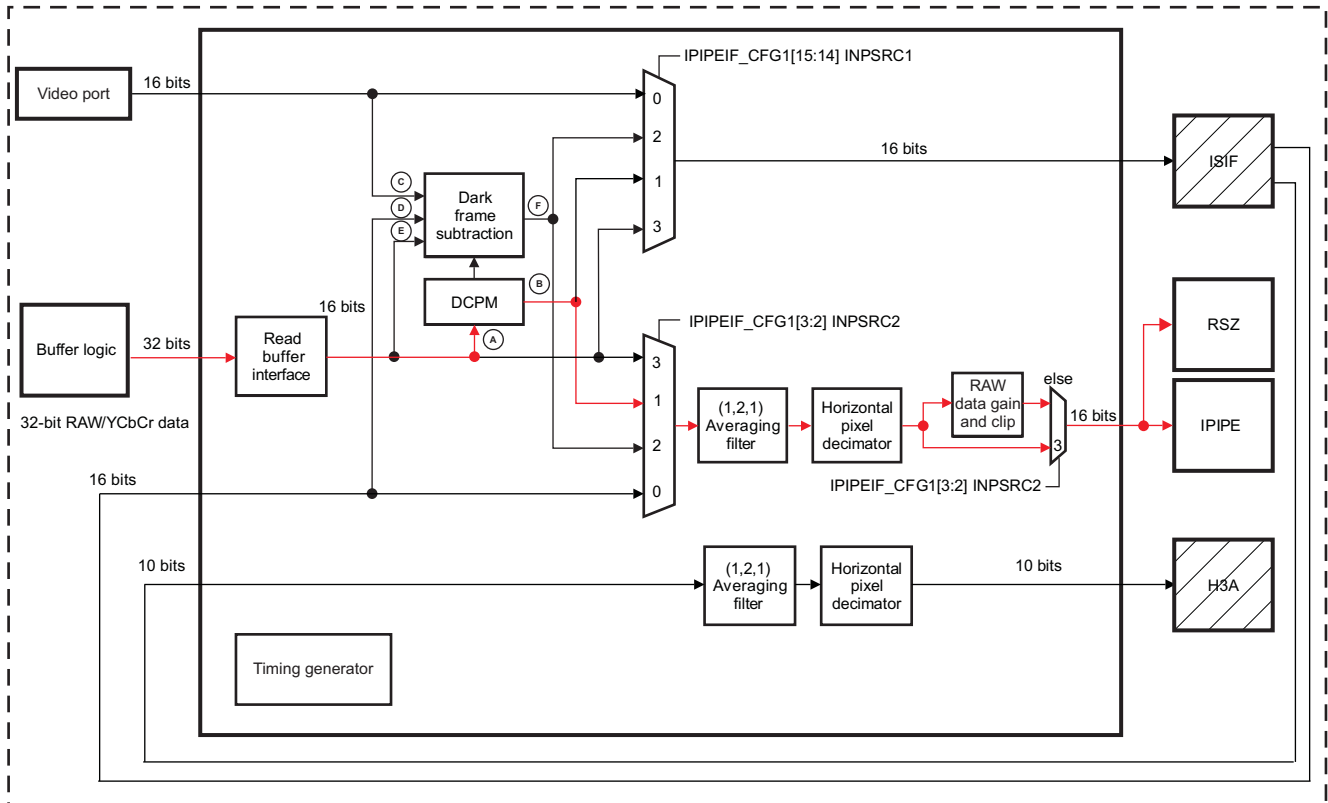 IPIPEIF_CFG1[15:14] INPSRC1
16 bits
Video port
0
2
1
3
16 bits
ISIF
C
D
E
Dark
frame
subtraction
F
B
DCPM
A
16 bits
Buffer logic
32 bits
Read
buffer
interface
32-bit RAW/YCbCr data
IPIPEIF_CFG1[3:2] INPSRC2
3
1
2
0
(1,2,1)
Averaging
filter
Horizontal
pixel
decimator
RAW
data gain
and clip
else
3
16 bits
IPIPEIF_CFG1[3:2] INPSRC2
RSZ
IPIPE
16 bits
10 bits
(1,2,1)
Averaging
filter
Horizontal
pixel
decimator
10 bits
H3A
Timing generator